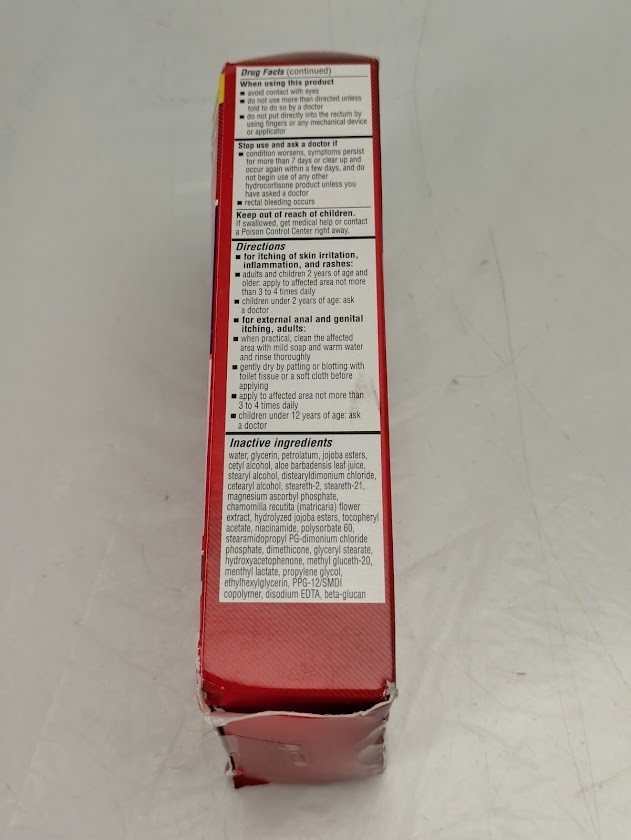 Drug Facts (continued)
When using this product
■ avoid contact with eyes
■ do not use more than directed unless
told to do so by a doctor
■ do not put directly into the rectum by
using fingers or any mechanical device
or applicator
Stop use and ask a doctor if
■ condition worsens, symptoms persist
for more than 7 days or clear up and
occur again within a few days, and do
not begin use of any other
hydrocortisone product unless you
have asked a doctor
■ rectal bleeding occurs
Keep out of reach of children.
If swallowed, get medical help or contact
a Poison Control Center right away.
Directions
■ for itching of skin irritation,
inflammation, and rashes:
■ adults and children 2 years of age and
older: apply to affected area not more
than 3 to 4 times daily
■ children under 2 years of age: ask
a doctor
■ for external anal and genital
itching, adults:
■ when practical, clean the affected
area with mild soap and warm water
and rinse thoroughly
■ gently dry by patting or blotting with
toilet tissue or a soft cloth before
applying
■ apply to affected area not more than
3 to 4 times daily
■ children under 12 years of age: ask
a doctor
Inactive ingredients
water, glycerin, petrolatum, jojoba esters,
cetyl alcohol, aloe barbadensis leaf juice,
stearyl alcohol, distearyldimonium chloride,
cetearyl alcohol, steareth-2, steareth-21,
magnesium ascorbyl phosphate,
chamomilla recutita (matricaria) flower
extract, hydrolyzed jojoba esters, tocopheryl
acetate, niacinamide, polysorbate 60,
stearamidopropyl PG-dimonium chloride
phosphate, dimethicone, glyceryl stearate,
hydroxyacetophenone, methyl gluceth-20,
menthyl lactate, propylene glycol,
ethylhexylglycerin, PPG-12/SMDI
copolymer, disodium EDTA, beta-glucan